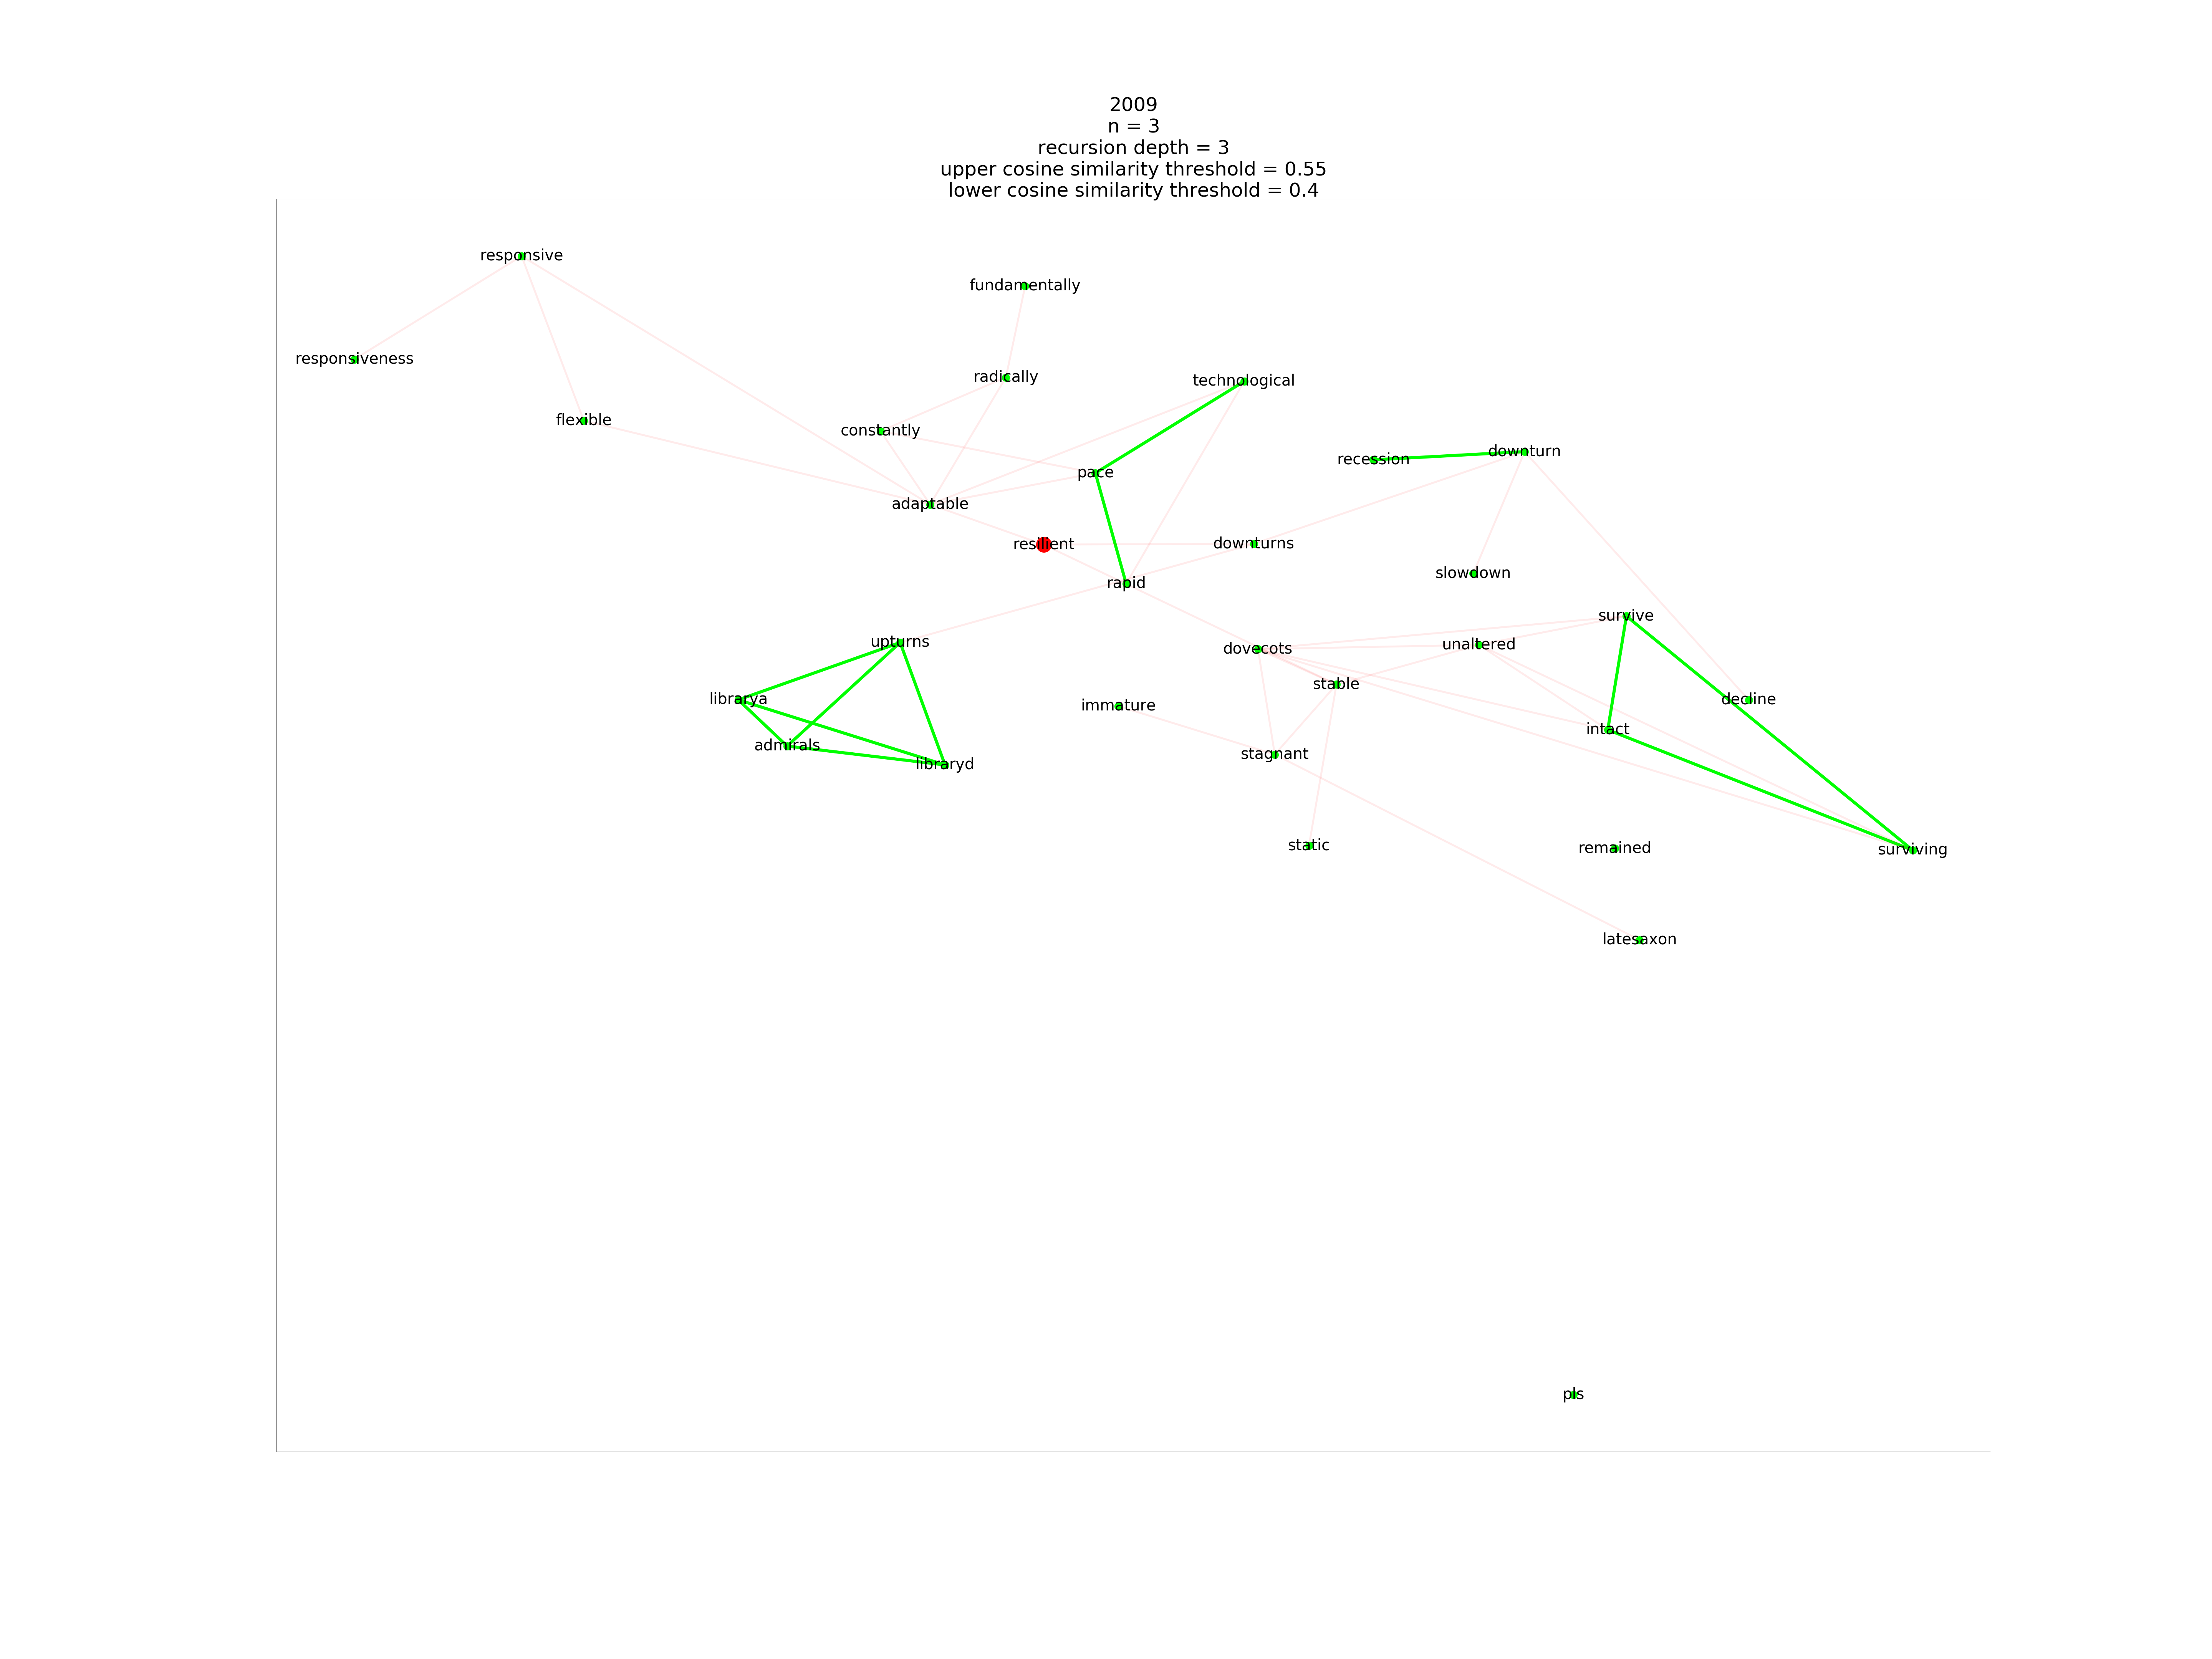 2009
n = 3
recursion depth = 3
upper cosine similarity threshold = 0.55
lower cosine similarity threshold = 0.4
responsive
fundamentally
responsiveness
radically
technological
flexible
constantly
downturn
recession
pace
adaptable
resilient
downturns
slowdown
rapid
survive
upturns
unaltered
dovecots
stable
librarya
decline
immature
intact
admirals
stagnant
libraryd
static
remained
surviving
latesaxon
pls